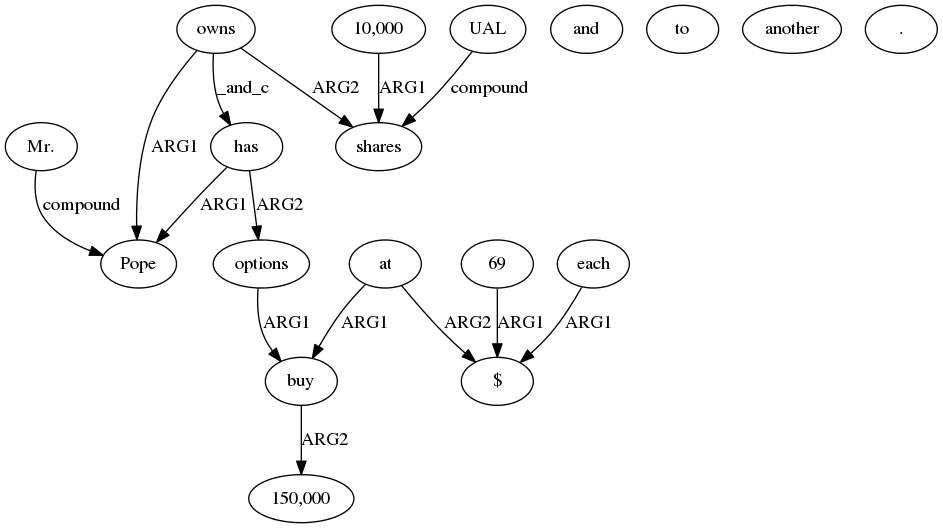 owns 10,000 UAL and to another .
_and_c ARG2 ARG1 compound
Mr. ARG1 has shares
compound ARG1 ARG2
Pope options at 69 each
ARG1 ARG1 ARG2 ARG1 ARG1
buy $
ARG2
150,000